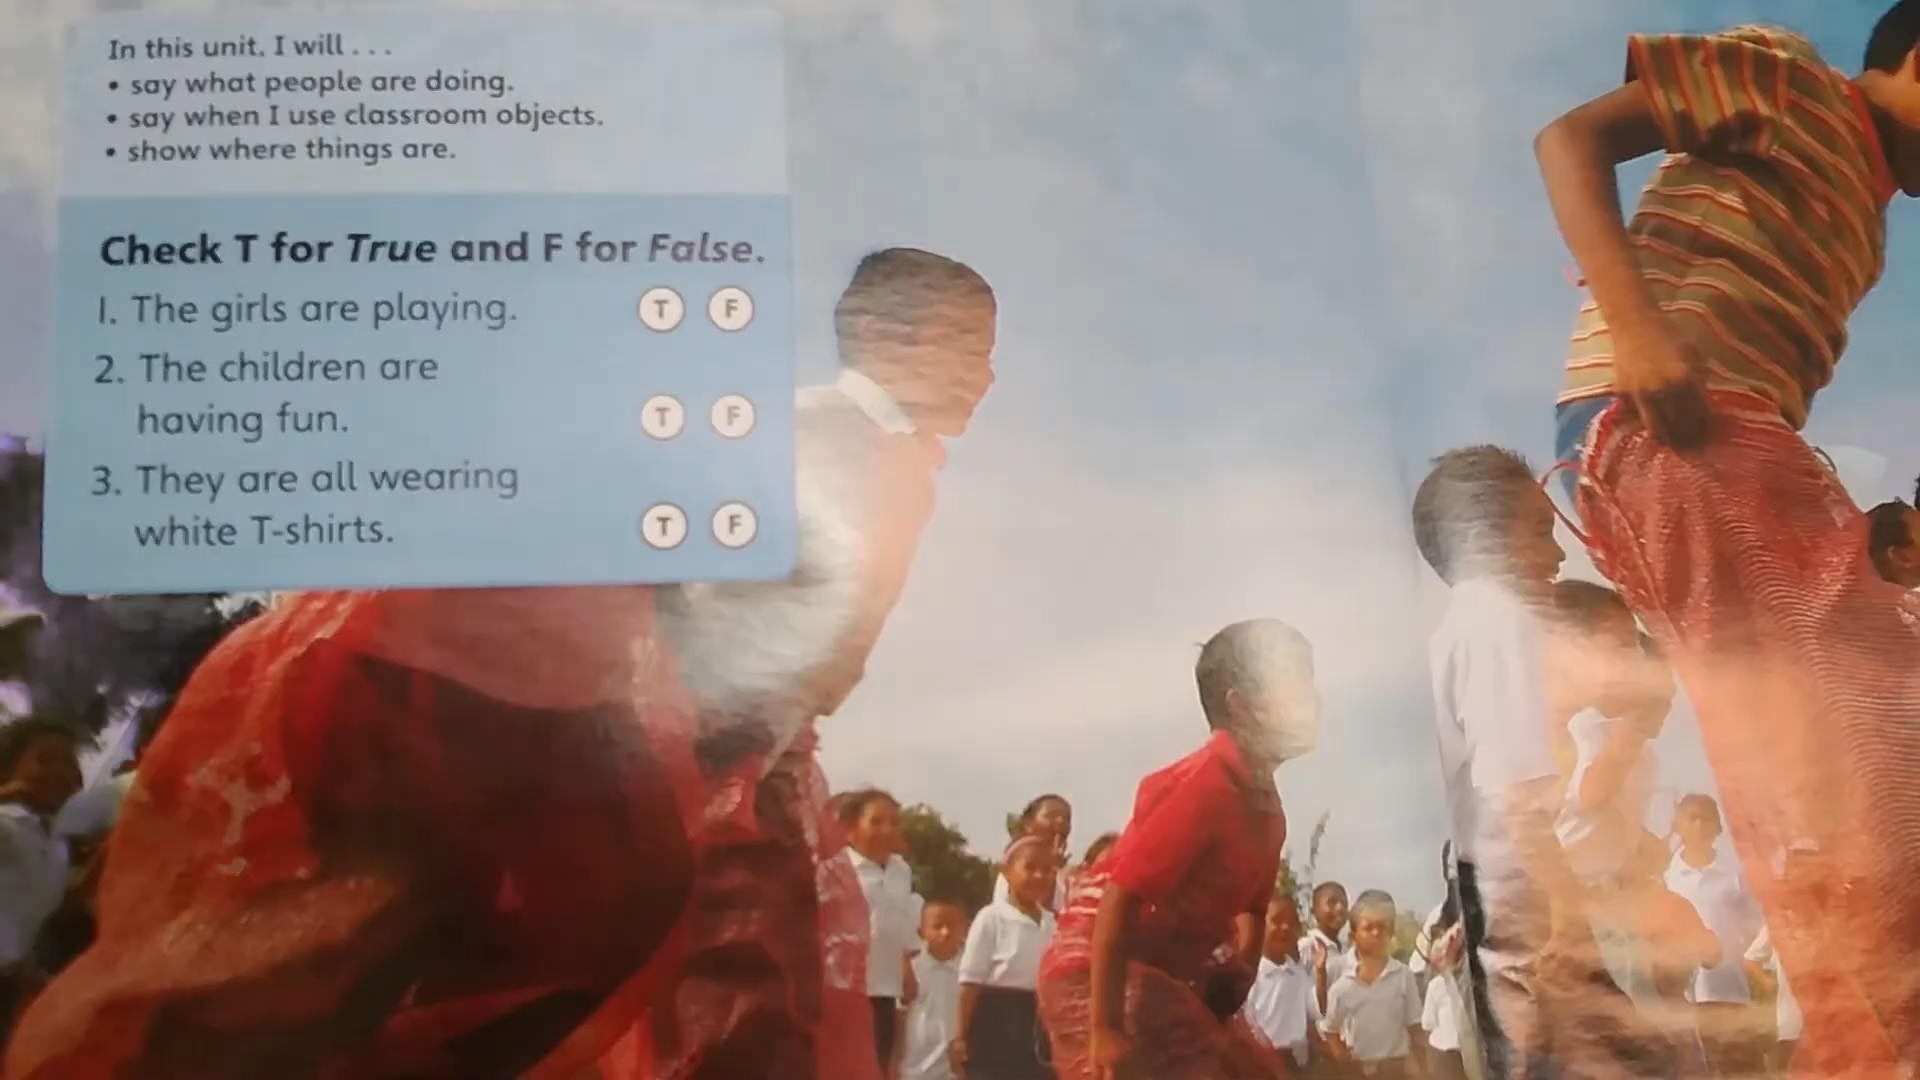 In this unit, I will . . .
• say what people are doing.
• say when I use classroom objects.
• show where things are.
Check T for True and F for False.
1. The girls are playing. T F
2. The children are
having fun. T F
3. They are all wearing
white T-shirts. T F